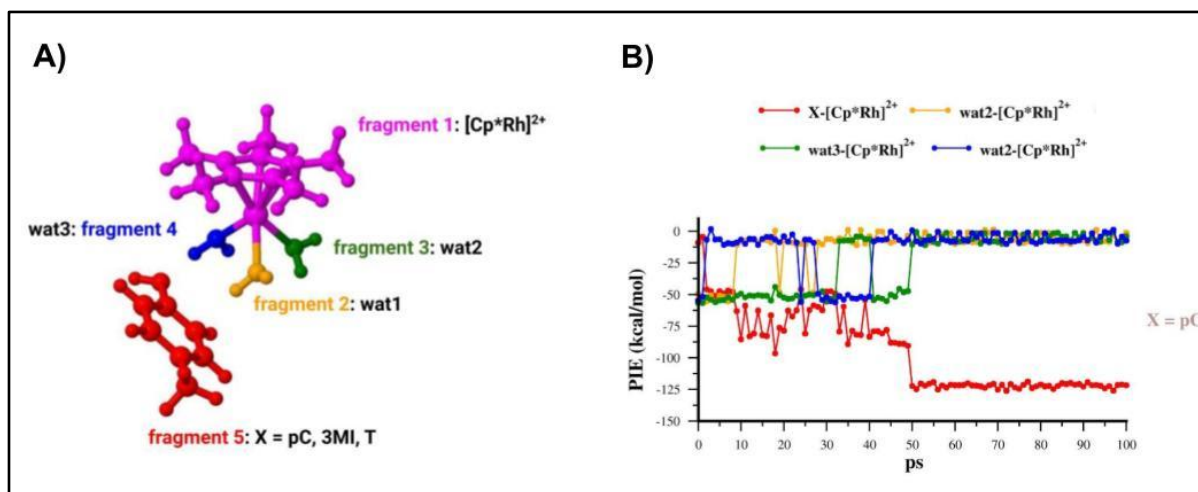 A)
fragment 1: [Cp*Rh]2+
wat3: fragment 4
fragment 3: wat2
fragment 2: wat1
fragment 5: X = pC, 3MI, T
B)
X-[Cp*Rh]2+
wat2-[Cp*Rh]2+
wat3-[Cp*Rh]2+
wat2-[Cp*Rh]2+
PIE (kcal/mol)
0
-25
-50
-75
-100
-125
-150
0 10 20 30 40 50 60 70 80 90 100
ps
X = pC